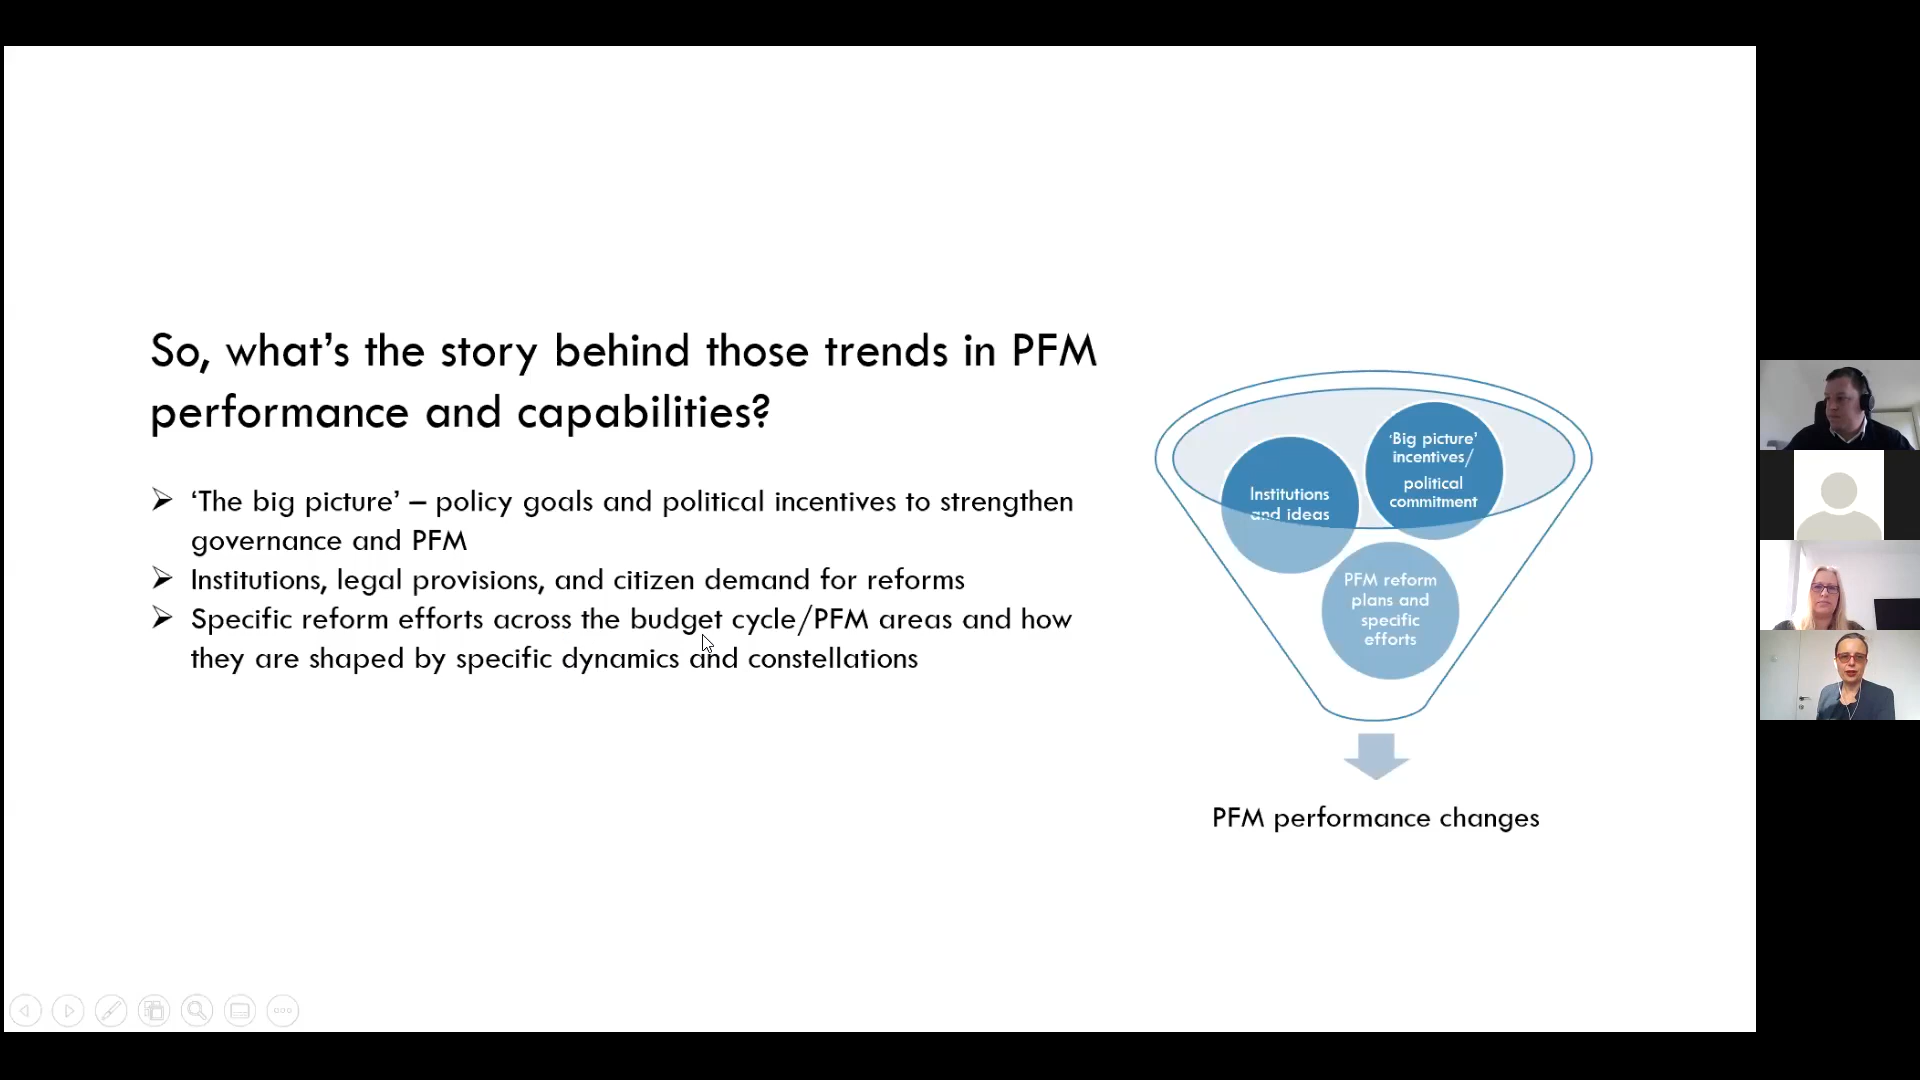 So, what’s the story behind those trends in PFM
performance and capabilities?
‘The big picture’ – policy goals and political incentives to strengthen
governance and PFM
Institutions, legal provisions, and citizen demand for reforms
Specific reform efforts across the budget cycle/PFM areas and how
they are shaped by specific dynamics and constellations
Institutions
and ideas
‘Big picture’
incentives/
political
commitment
PFM reform
plans and
specific
efforts
PFM performance changes